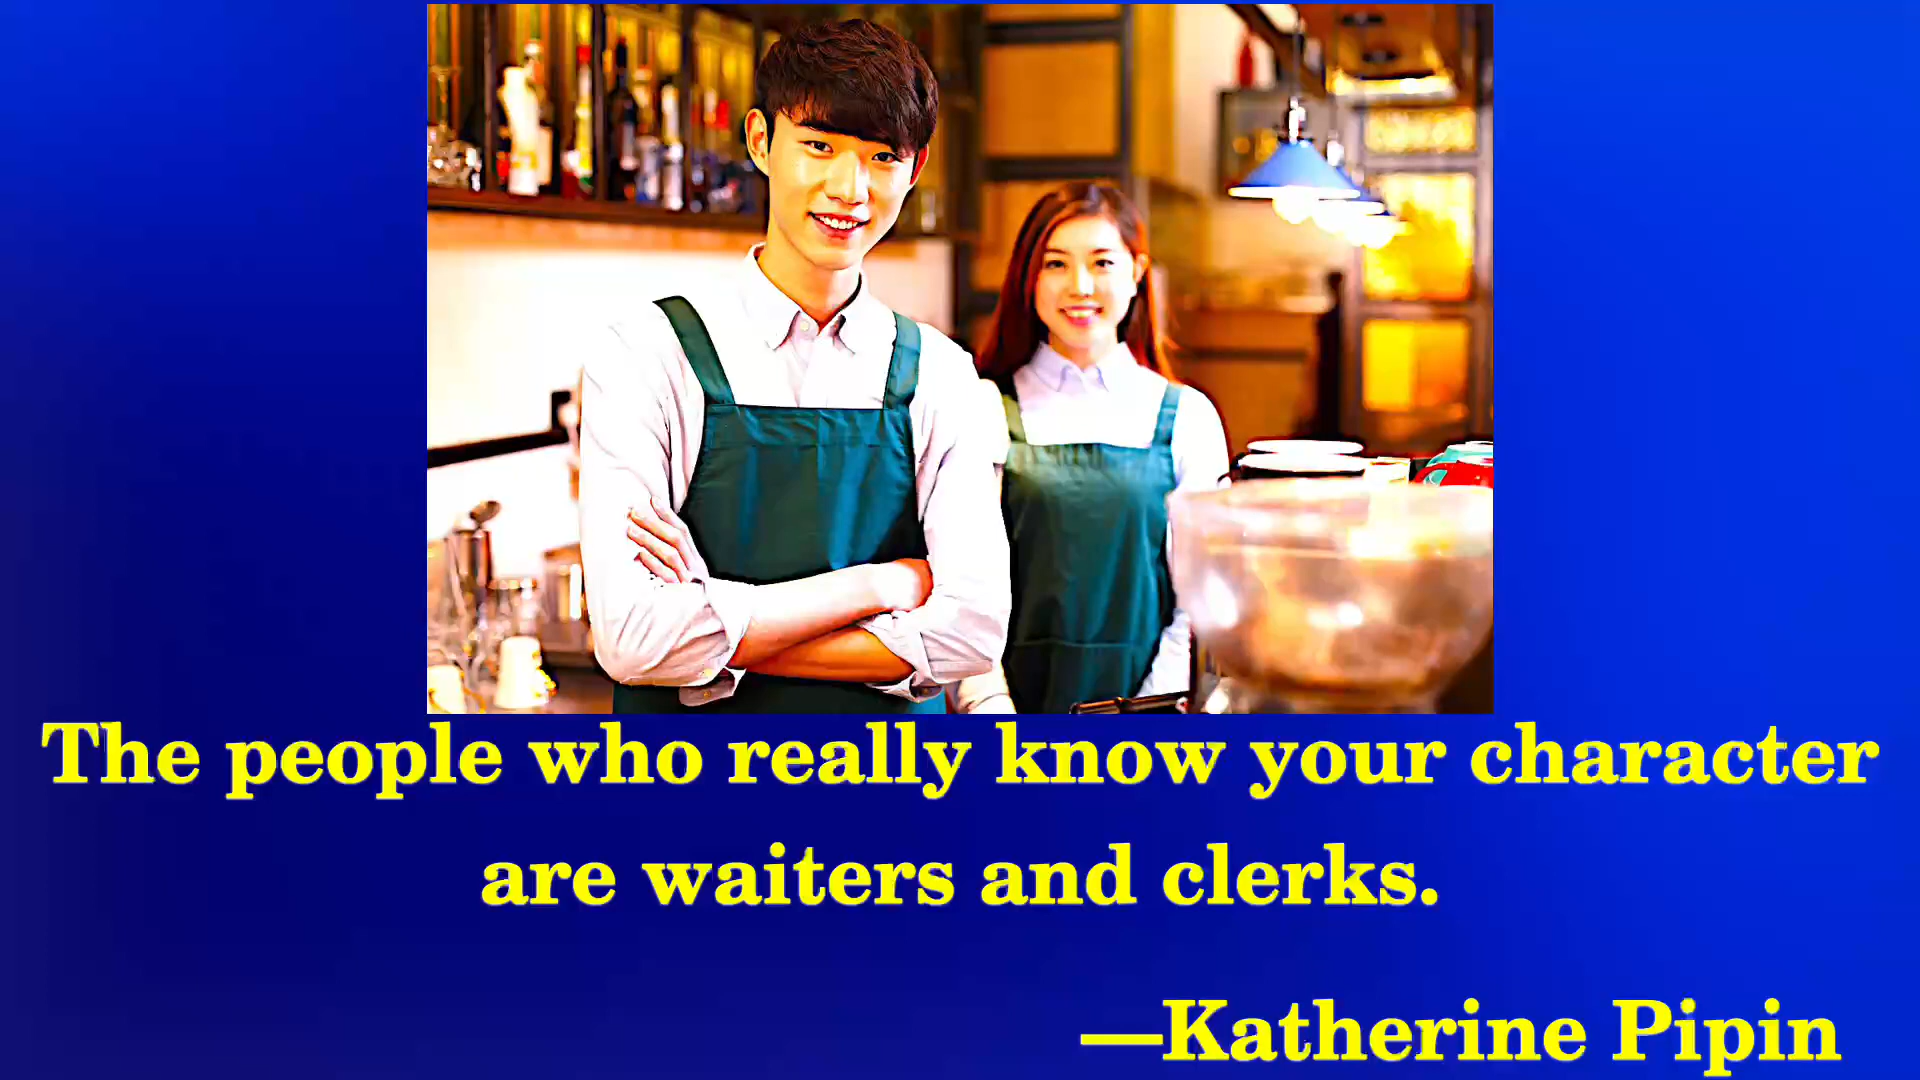 The people who really know your character
are waiters and clerks.
—Katherine Pipin